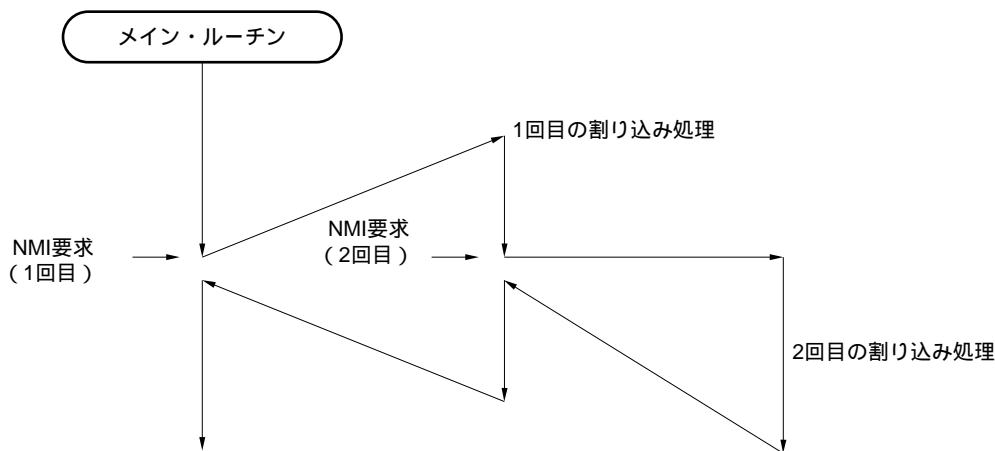 メイン・ルーチン
1回目の割り込み処理
NMI要求
(1回目)
NMI要求
(2回目)
2回目の割り込み処理